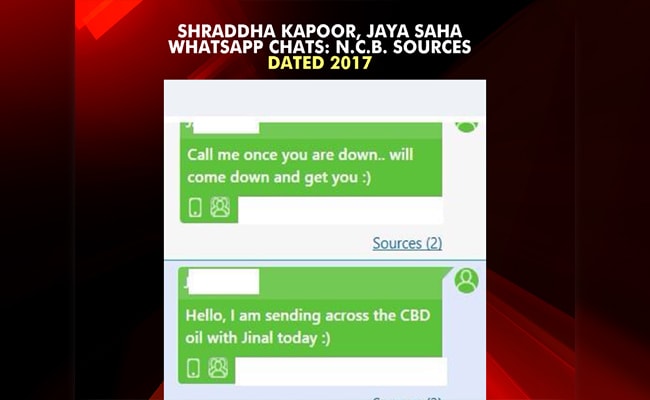 SHRADDHA KAPOOR, JAYA SAHA
WHATSAPP CHATS: N.C.B. SOURCES
DATED 2017
Call me once you are down.. will
come down and get you :)
Sources (2)
Hello, I am sending across the CBD
oil with Jinal today :)